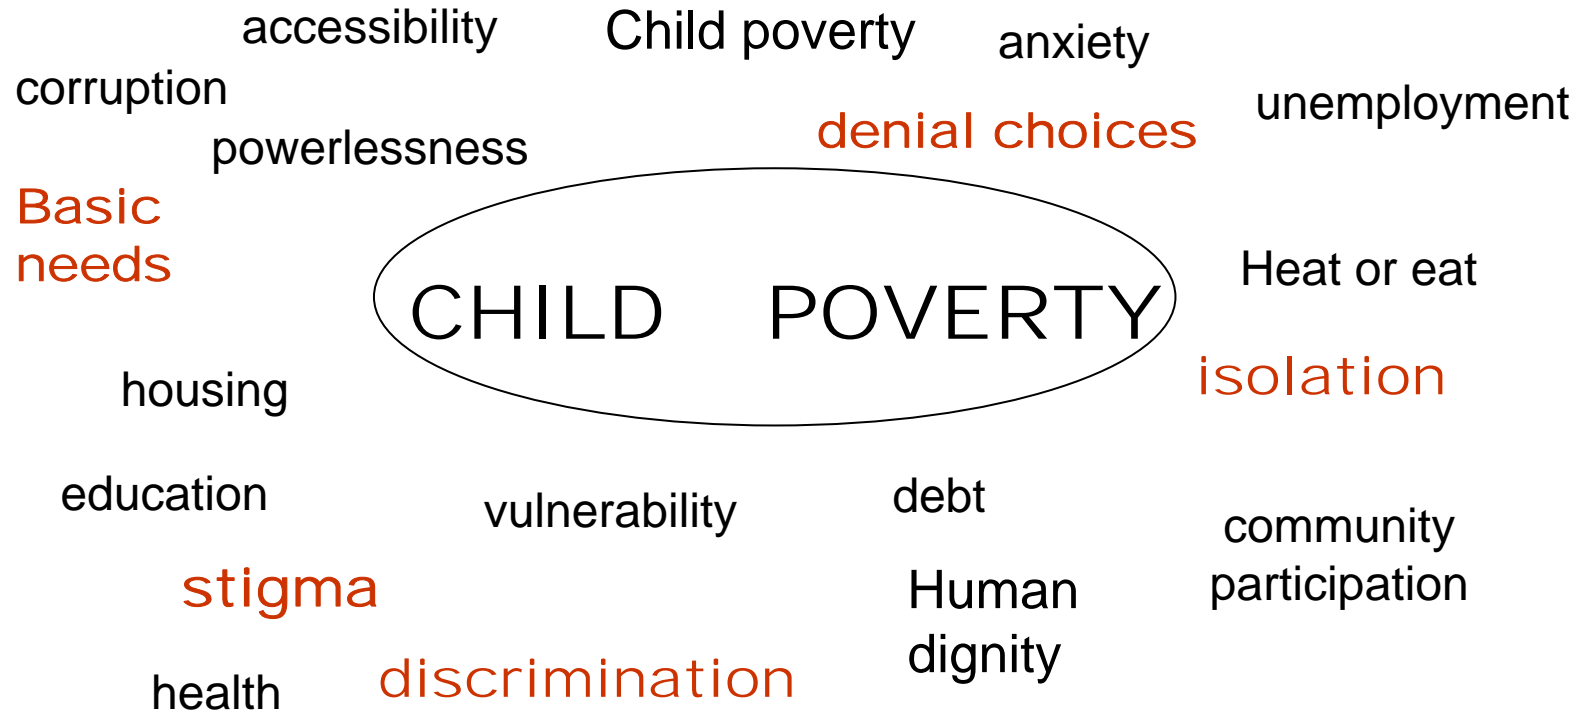 accessibility
Child poverty
anxiety
corruption
unemployment
powerlessness
denial choices
Basic
needs
Heat or eat
CHILD POVERTY
isolation
housing
education
vulnerability
debt
community
participation
stigma
Human
dignity
health
discrimination